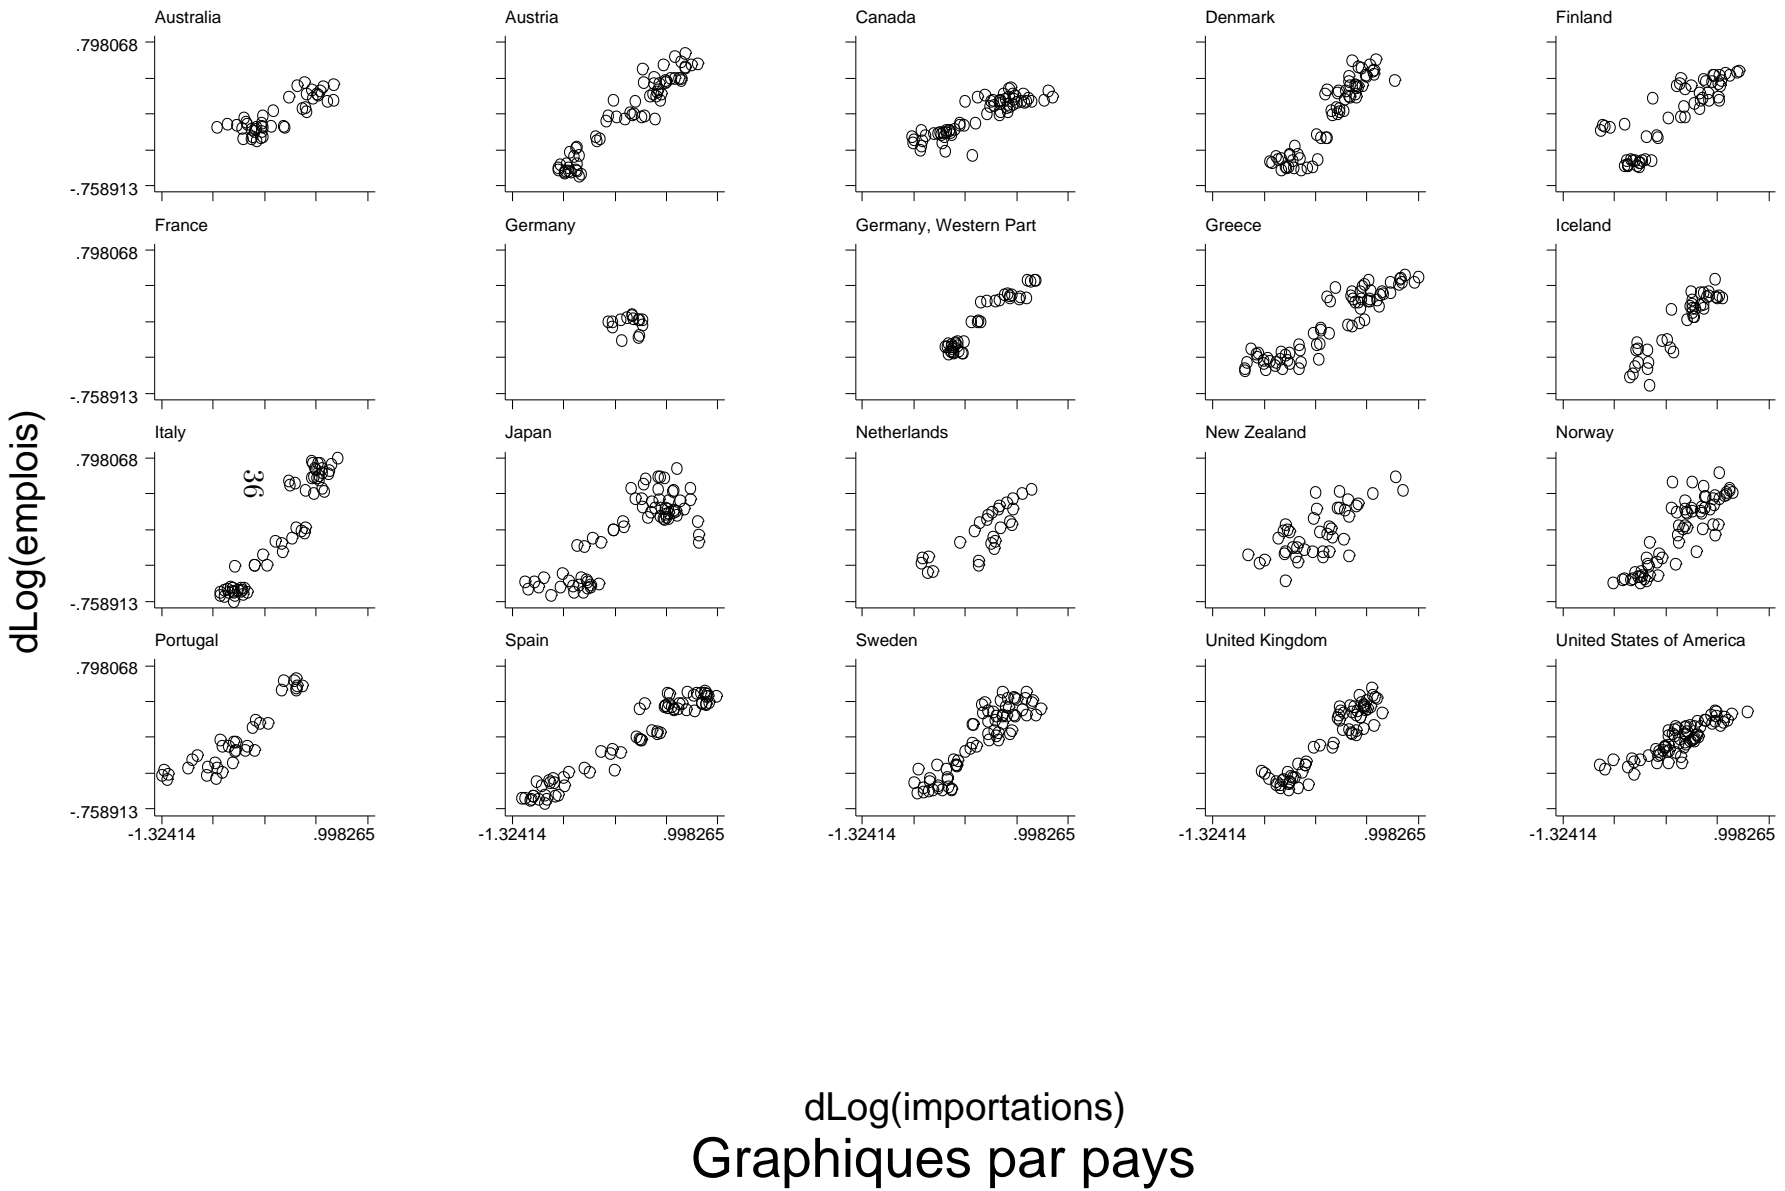 Australia
Austria
Canada
Denmark
Finland
.798068
-.758913
France
Germany
Germany, Western Part
Greece
Iceland
.798068
-.758913
Italy
Japan
Netherlands
New Zealand
Norway
.798068
36
-.758913
Portugal
Spain
Sweden
United Kingdom
United States of America
.798068
-.758913
-1.32414 .998265 -1.32414 .998265 -1.32414 .998265 -1.32414 .998265 -1.32414 .998265
dLog(emplois)
dLog(importations)
Graphiques par pays